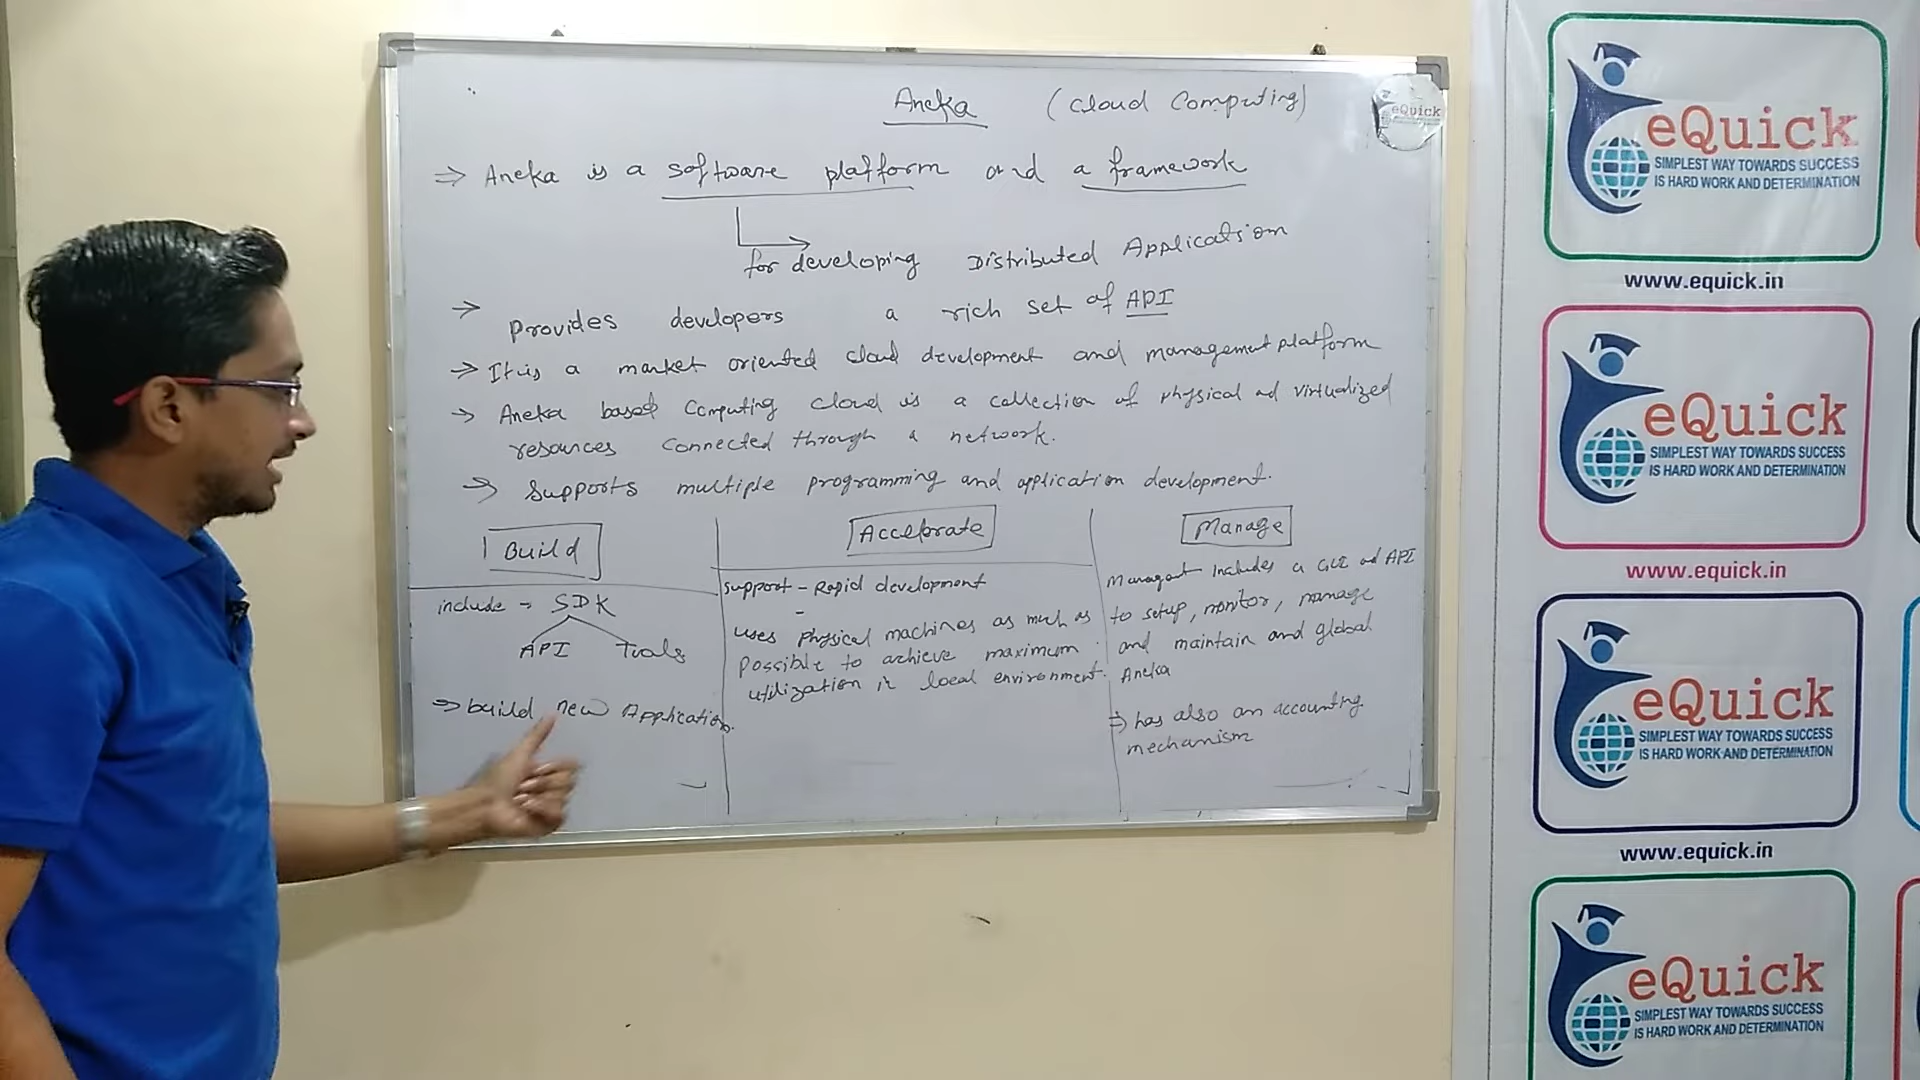 Aneka (Cloud Computing)
eQuick
⇒ Aneka is a software platform and a framework
for developing Distributed Application
→ Provides developers a rich set of API
→ It is a market oriented cloud development and management platform
→ Aneka based Computing cloud is a collection of physical ad virtualized
resources connected through a network.
→ Supports multiple programming and application development.
Build
include → SDK
API Tools
⇒ build new Application.
Accelerate
Support - Rapid development
-
uses physical machines as much as
possible to achieve maximum
utilization in local environment.
Manage
Managemt includes a GUI ad API
to setup, monitor, manage
and maintain and global
Aneka
⇒ has also an accounting
mechanism
eQuick
SIMPLEST WAY TOWARDS SUCCESS
IS HARD WORK AND DETERMINATION
www.equick.in
eQuick
SIMPLEST WAY TOWARDS SUCCESS
IS HARD WORK AND DETERMINATION
www.equick.in
eQuick
SIMPLEST WAY TOWARDS SUCCESS
IS HARD WORK AND DETERMINATION
www.equick.in
eQuick
SIMPLEST WAY TOWARDS SUCCESS
IS HARD WORK AND DETERMINATION